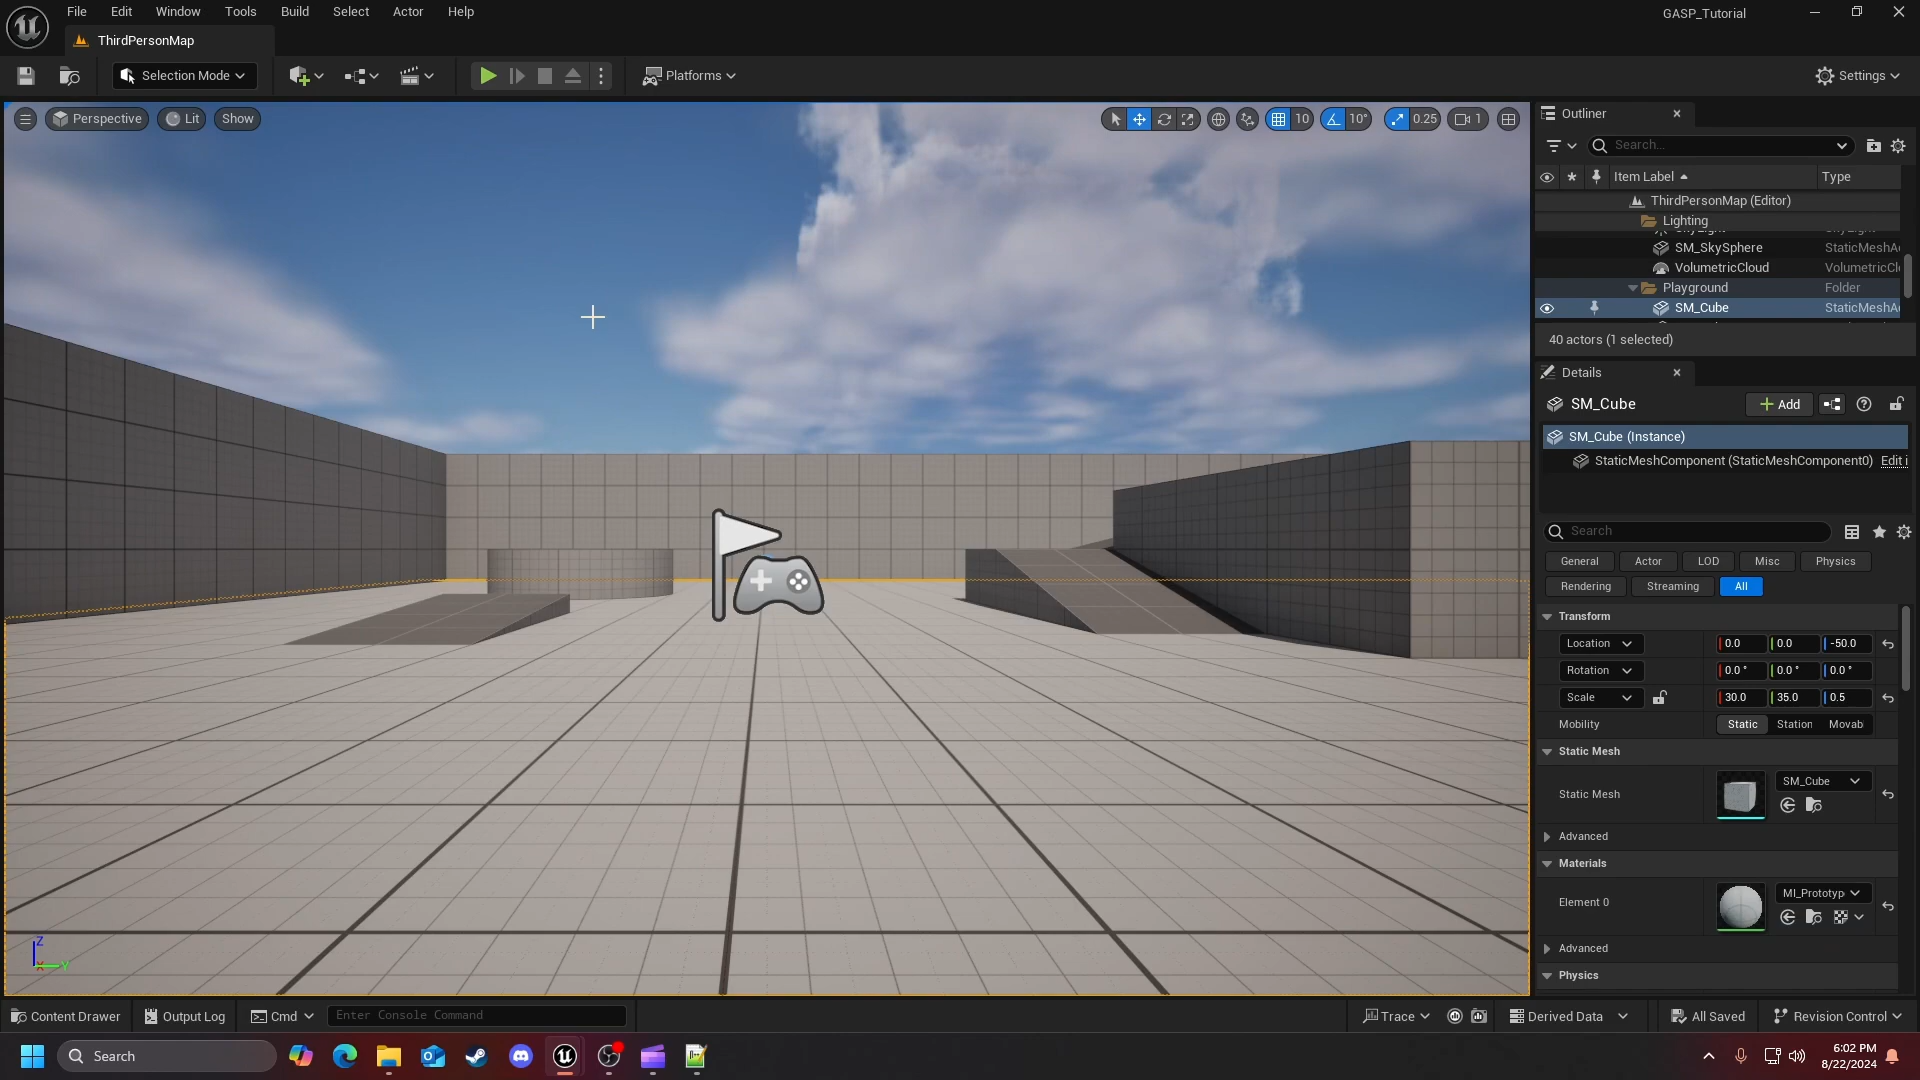 File Edit Window Tools Build Select Actor Help
GASP_Tutorial
ThirdPersonMap
Selection Mode
Platforms
Settings
Perspective Lit Show
10 10° 0.25 1
Outliner
Search...
Item Label Type
ThirdPersonMap (Editor)
Lighting
SM_SkySphere StaticMeshA
VolumetricCloud VolumetricCl
Playground Folder
SM_Cube StaticMeshA
40 actors (1 selected)
Details
SM_Cube
Add
SM_Cube (Instance)
StaticMeshComponent (StaticMeshComponent0) Edit i
Search
General Actor LOD Misc Physics
Rendering Streaming All
Transform
Location 0.0 0.0 -50.0
Rotation 0.0 ° 0.0 ° 0.0 °
Scale 30.0 35.0 0.5
Mobility Static Station Movab
Static Mesh
Static Mesh SM_Cube
Advanced
Materials
Element 0 MI_Prototyp
Advanced
Physics
Z
X Y
Content Drawer Output Log Cmd Enter Console Command Trace Derived Data All Saved Revision Control
Search
6:02 PM
8/22/2024